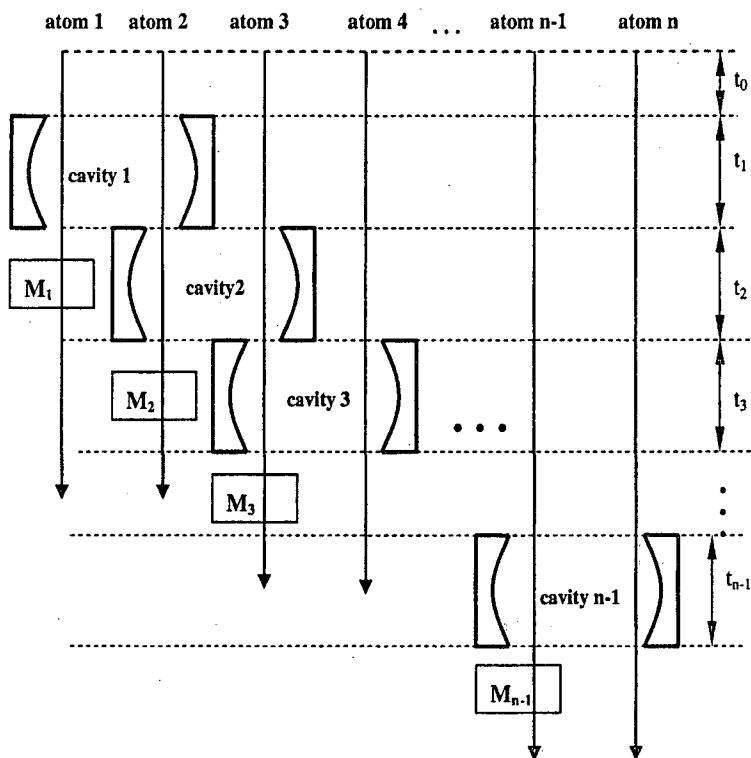 atom 1 atom 2 atom 3 atom 4 ... atom n-1 atom n
t₀
cavity 1
t₁
M₁
cavity2
t₂
M₂
cavity 3
t₃
...
M₃
cavity n-1
tₙ₋₁
Mₙ₋₁